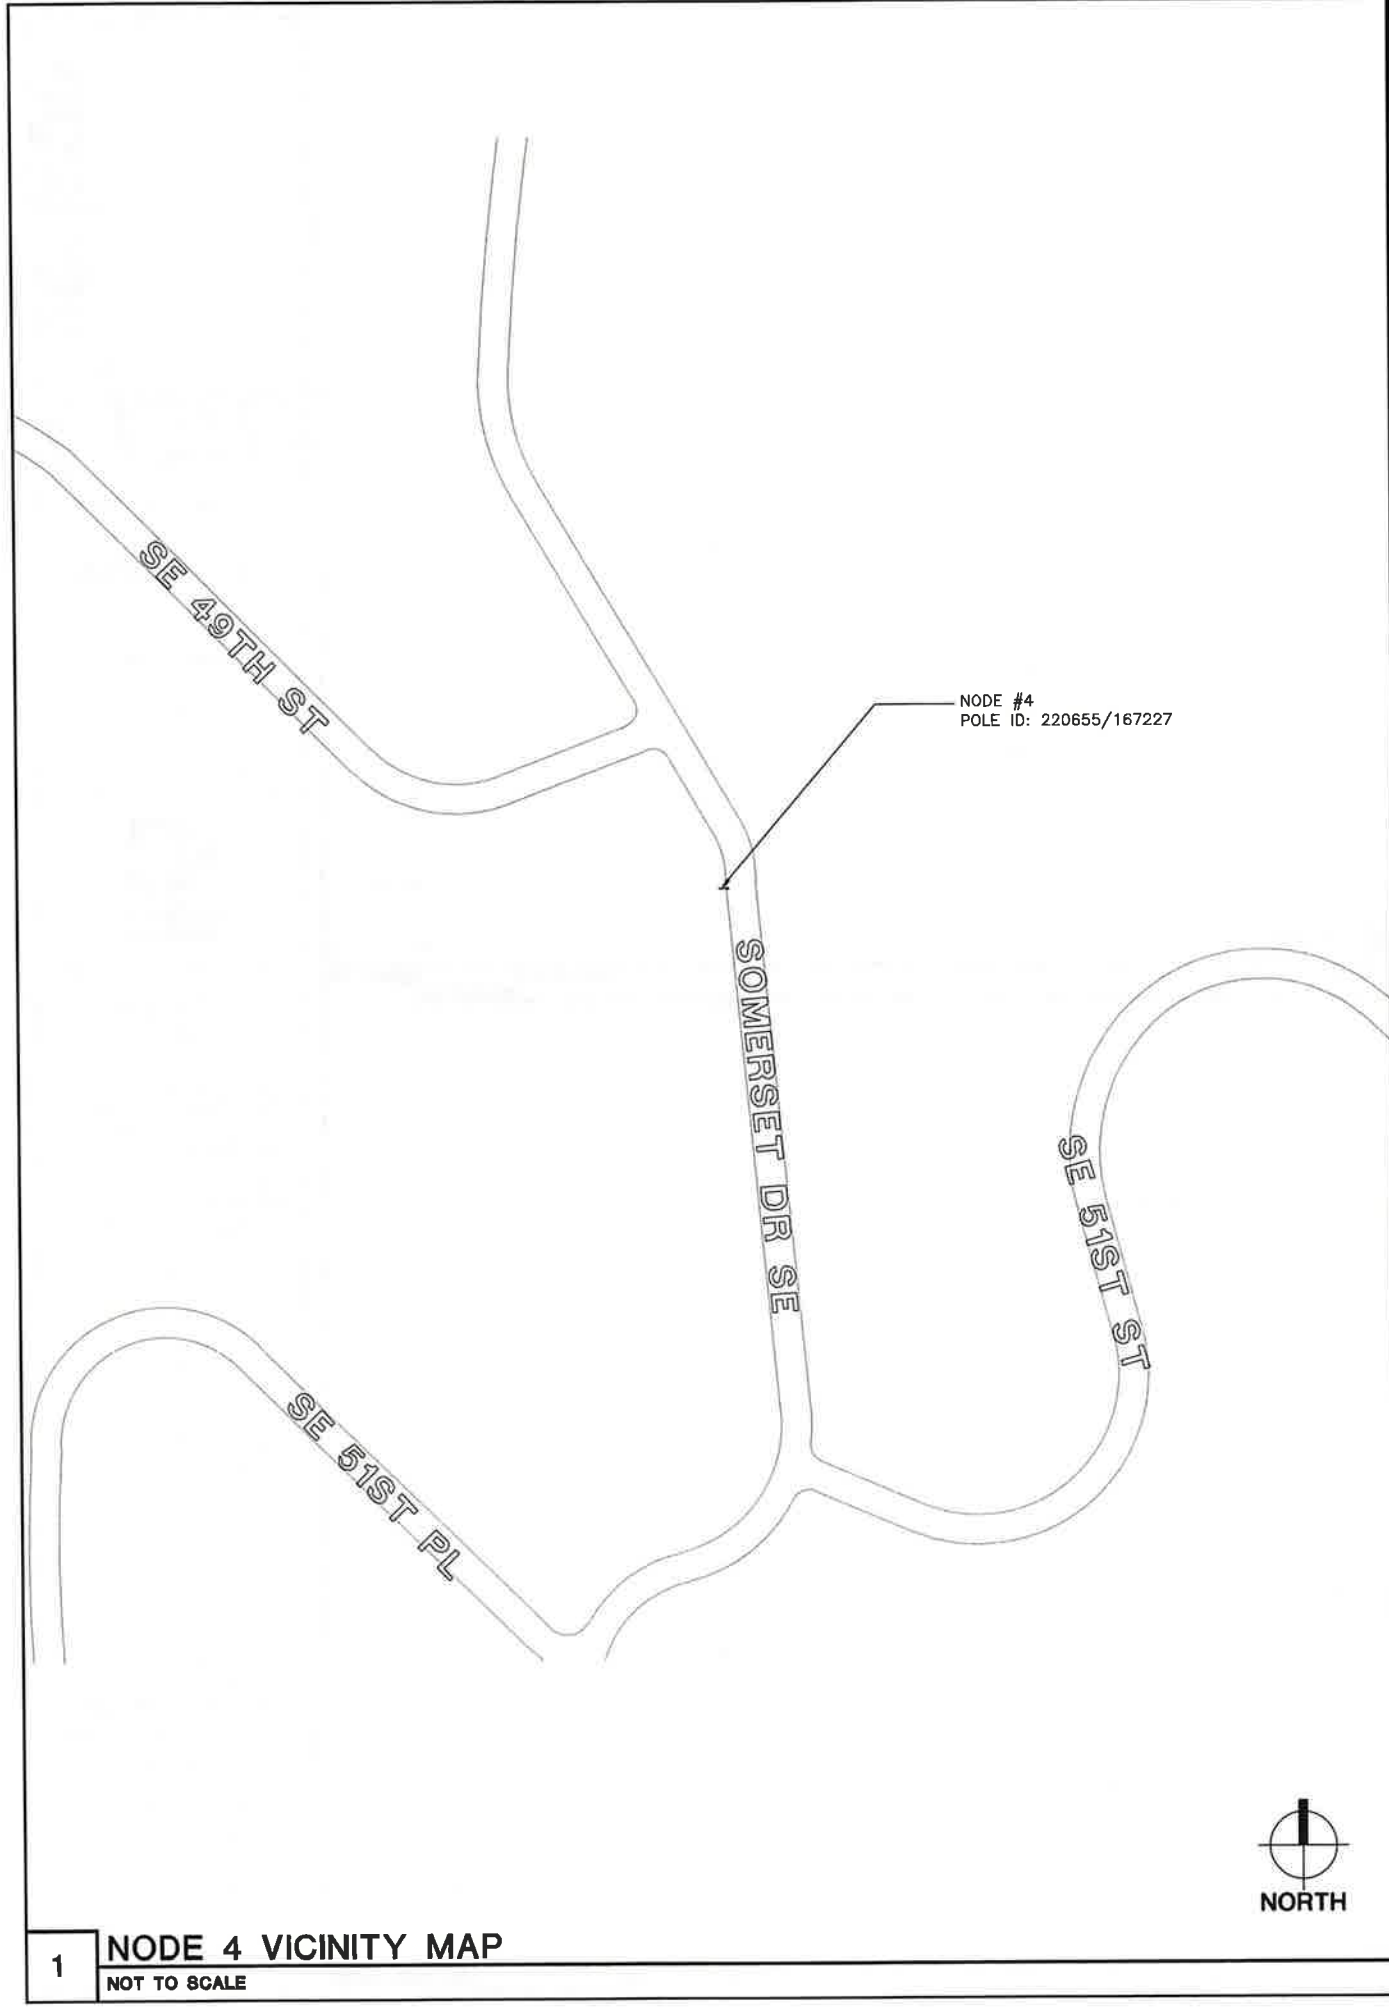 SE 49TH ST
NODE #4
POLE ID: 220655/167227
SOMERSET DR SE
SE 51ST ST
SE 51ST PL
NORTH
1
NODE 4 VICINITY MAP
NOT TO SCALE